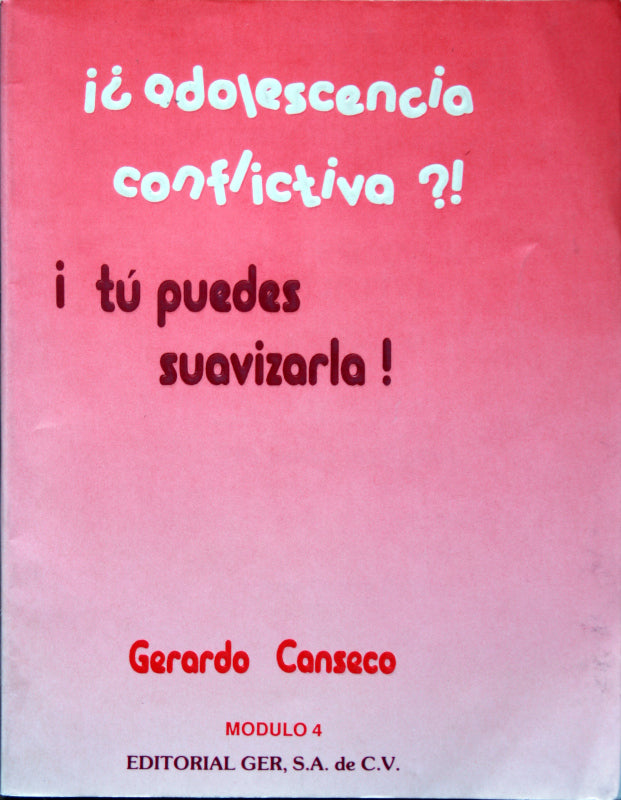 ¡¿adolescencia
conflictiva ?!
¡ tú puedes
suavizarla !
Gerardo Canseco
MODULO 4
EDITORIAL GER, S.A. de C.V.